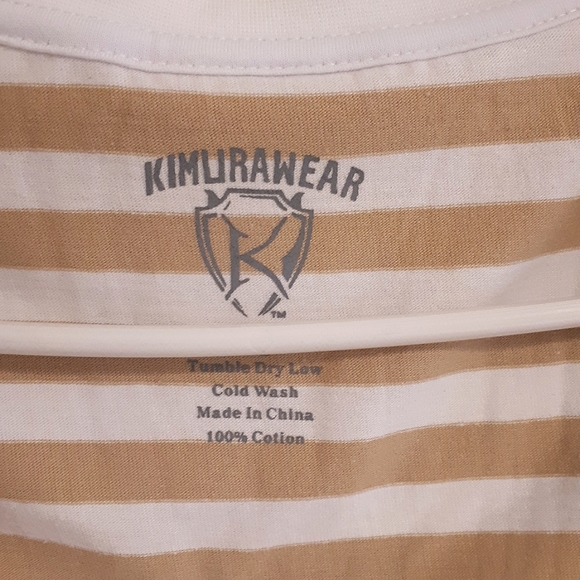 KIMURAWEAR
K
TM
Tumble Dry Low
Cold Wash
Made In China
100% Cotton